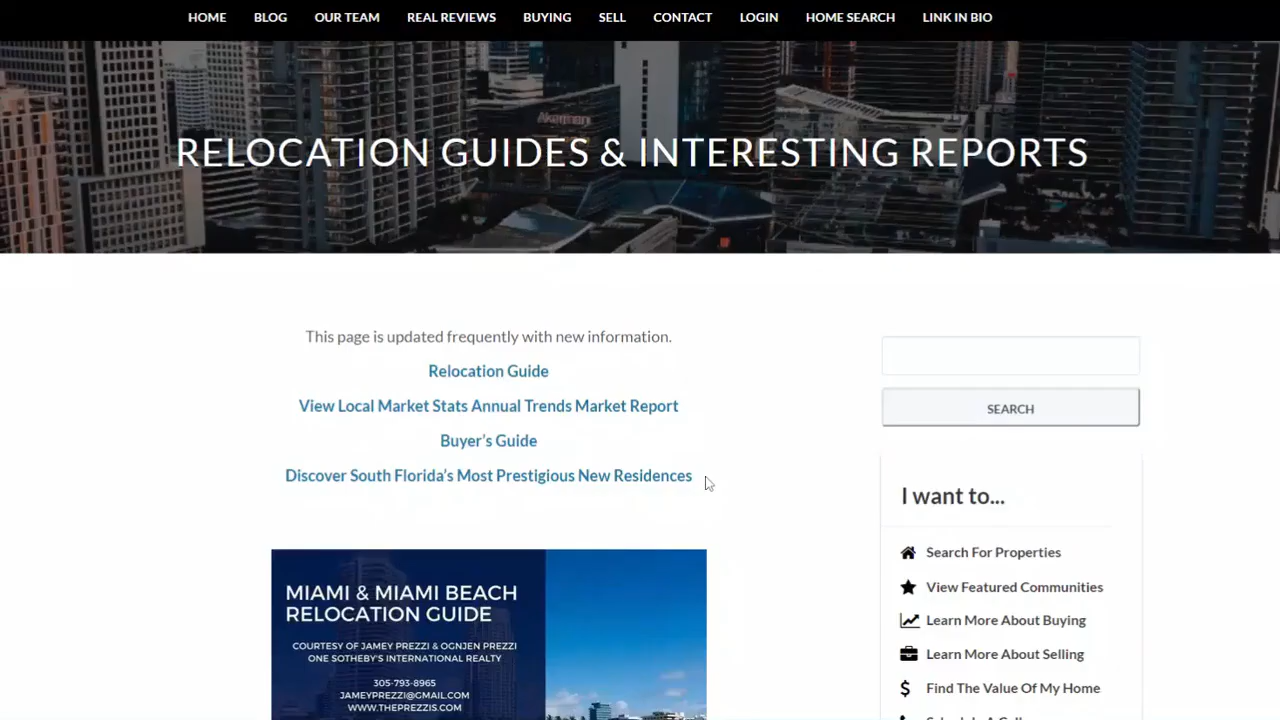 HOME BLOG OUR TEAM REAL REVIEWS BUYING SELL CONTACT LOGIN HOME SEARCH LINK IN BIO
Akerman
RELOCATION GUIDES & INTERESTING REPORTS
This page is updated frequently with new information.
Relocation Guide
View Local Market Stats Annual Trends Market Report
Buyer's Guide
Discover South Florida's Most Prestigious New Residences
MIAMI & MIAMI BEACH
RELOCATION GUIDE
COURTESY OF JAMEY PREZZI & OGNJEN PREZZI
ONE SOTHEBY'S INTERNATIONAL REALTY
305-793-8965
JAMEYPREZZI@GMAIL.COM
WWW.THEPREZZIS.COM
SEARCH
I want to...
Search For Properties
View Featured Communities
Learn More About Buying
Learn More About Selling
Find The Value Of My Home